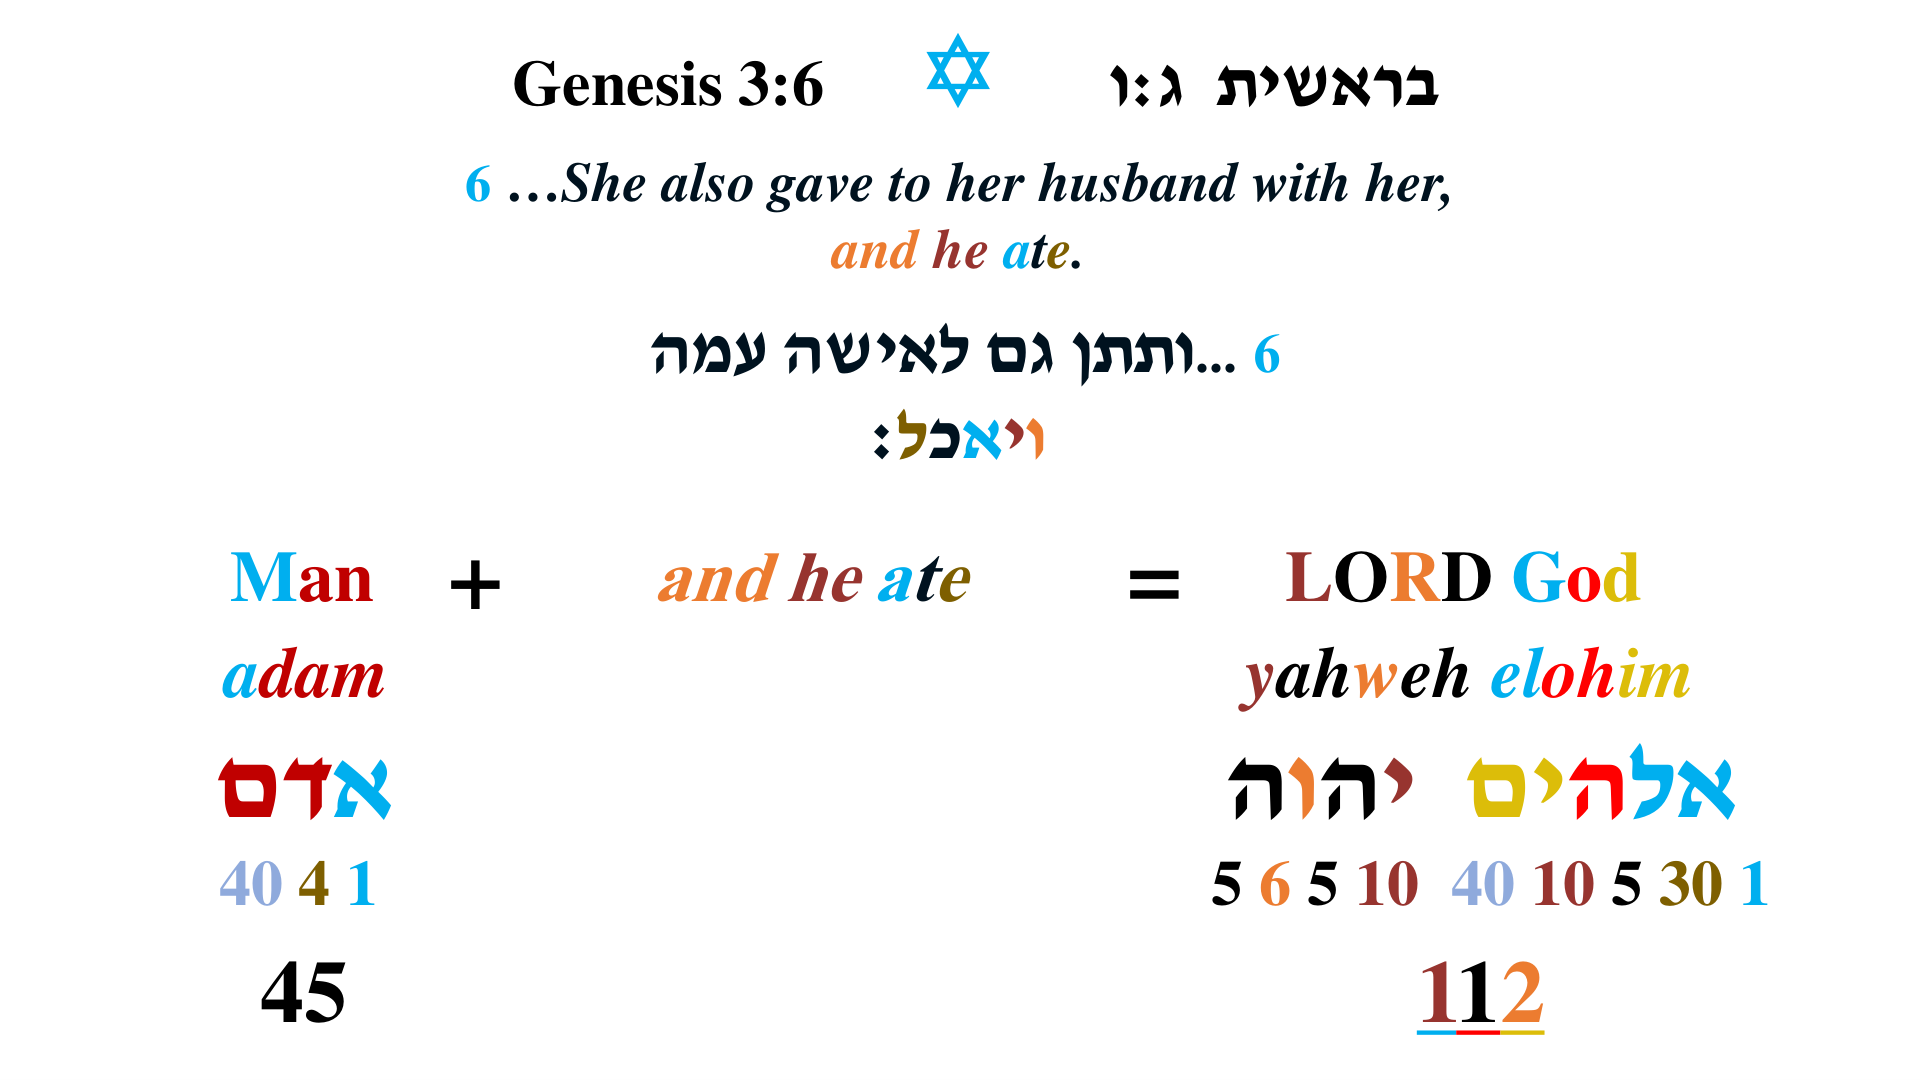 Genesis 3:6 ✡ בראשית ג:ו
6 …She also gave to her husband with her,
and he ate.
6 ...ותתן גם לאישה עמה
ויאכל:
Man + and he ate = LORD God
adam yahweh elohim
אדם יהוה אלהים
40 4 1 5 6 5 10 40 10 5 30 1
45 112